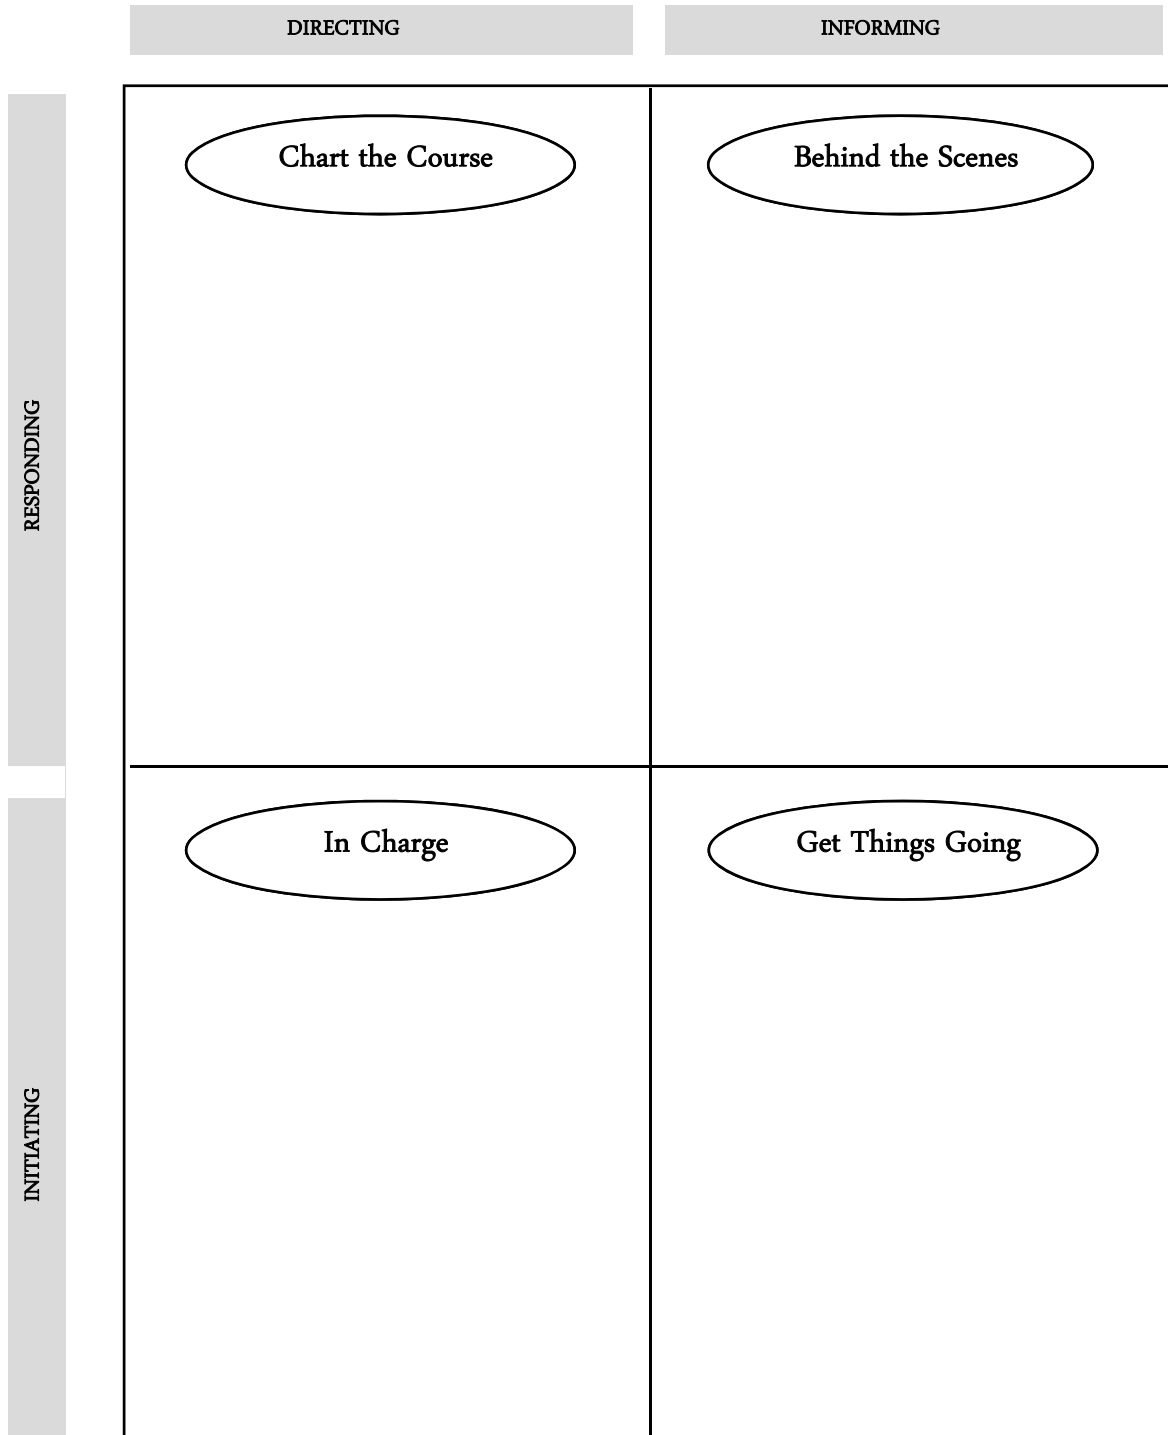 DIRECTING
INFORMING
RESPONDING
Chart the Course
Behind the Scenes
INITIATING
In Charge
Get Things Going